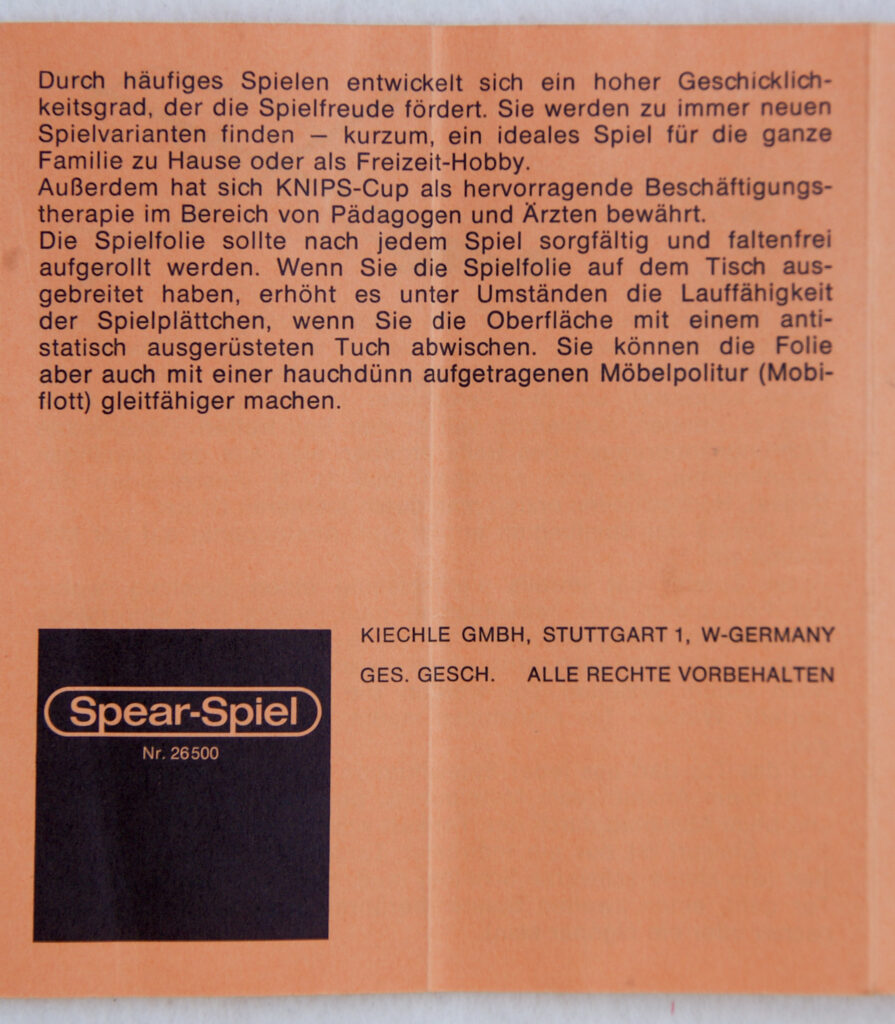 Durch häufiges Spielen entwickelt sich ein hoher Geschicklich-
keitsgrad, der die Spielfreude fördert. Sie werden zu immer neuen
Spielvarianten finden – kurzum, ein ideales Spiel für die ganze
Familie zu Hause oder als Freizeit-Hobby.
Außerdem hat sich KNIPS-Cup als hervorragende Beschäftigungs-
therapie im Bereich von Pädagogen und Ärzten bewährt.
Die Spielfolie sollte nach jedem Spiel sorgfältig und faltenfrei
aufgerollt werden. Wenn Sie die Spielfolie auf dem Tisch aus-
gebreitet haben, erhöht es unter Umständen die Lauffähigkeit
der Spielplättchen, wenn Sie die Oberfläche mit einem anti-
statisch ausgerüsteten Tuch abwischen. Sie können die Folie
aber auch mit einer hauchdünn aufgetragenen Möbelpolitur (Mobi-
flott) gleitfähiger machen.
KIECHLE GMBH, STUTTGART 1, W-GERMANY
GES. GESCH. ALLE RECHTE VORBEHALTEN
Spear-Spiel
Nr. 26500